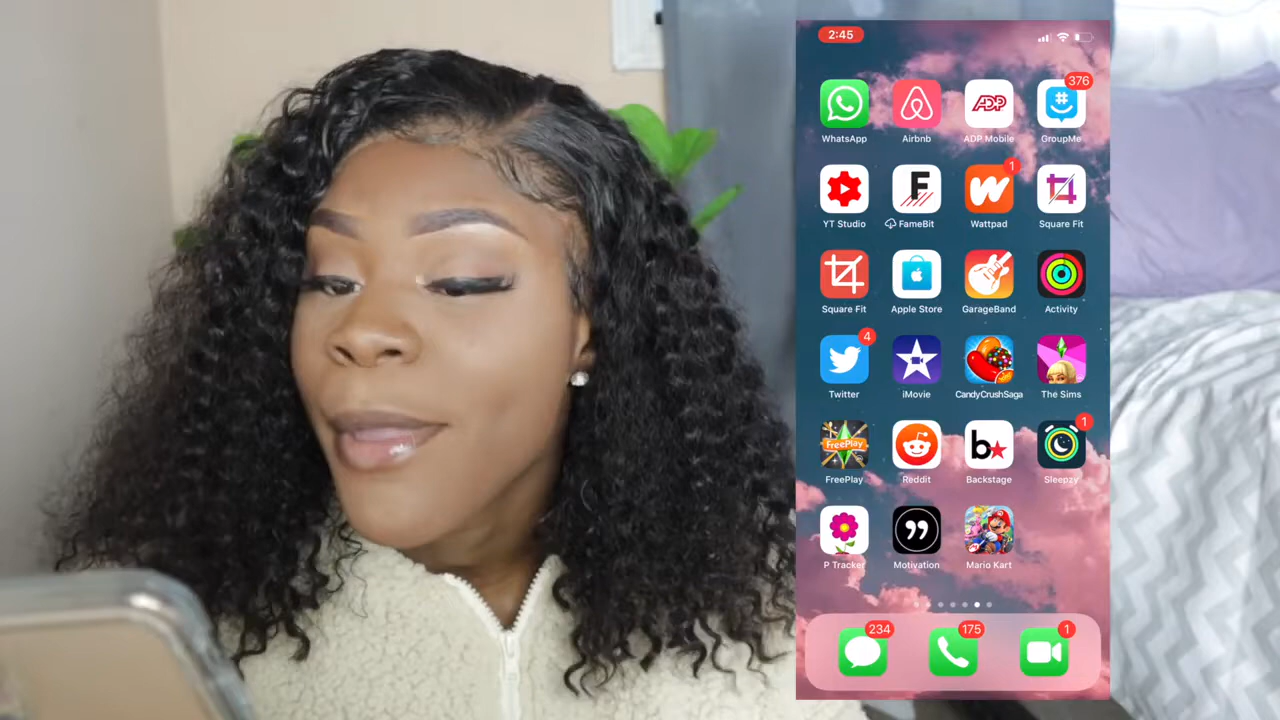 2:45
376
WhatsApp Airbnb ADP Mobile GroupMe
ADP
#
1
YT Studio FameBit Wattpad Square Fit
F
Square Fit Apple Store GarageBand Activity
4
Twitter iMovie CandyCrushSaga The Sims
1
FreePlay
b
FreePlay Reddit Backstage Sleepzy
P Tracker Motivation Mario Kart
234 175 1